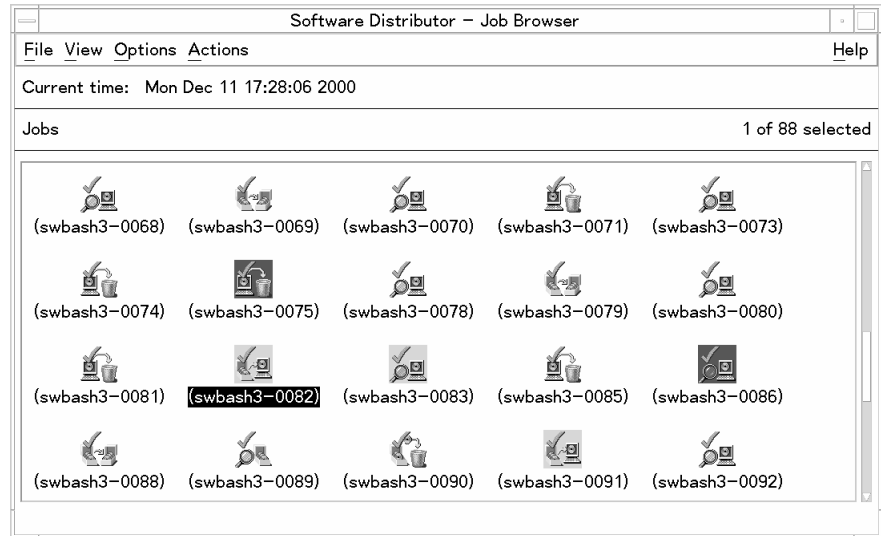 Software Distributor - Job Browser
File View Options Actions Help
Current time: Mon Dec 11 17:28:06 2000
Jobs 1 of 88 selected
(swbash3-0068) (swbash3-0069) (swbash3-0070) (swbash3-0071) (swbash3-0073)
(swbash3-0074) (swbash3-0075) (swbash3-0078) (swbash3-0079) (swbash3-0080)
(swbash3-0081) (swbash3-0082) (swbash3-0083) (swbash3-0085) (swbash3-0086)
(swbash3-0088) (swbash3-0089) (swbash3-0090) (swbash3-0091) (swbash3-0092)